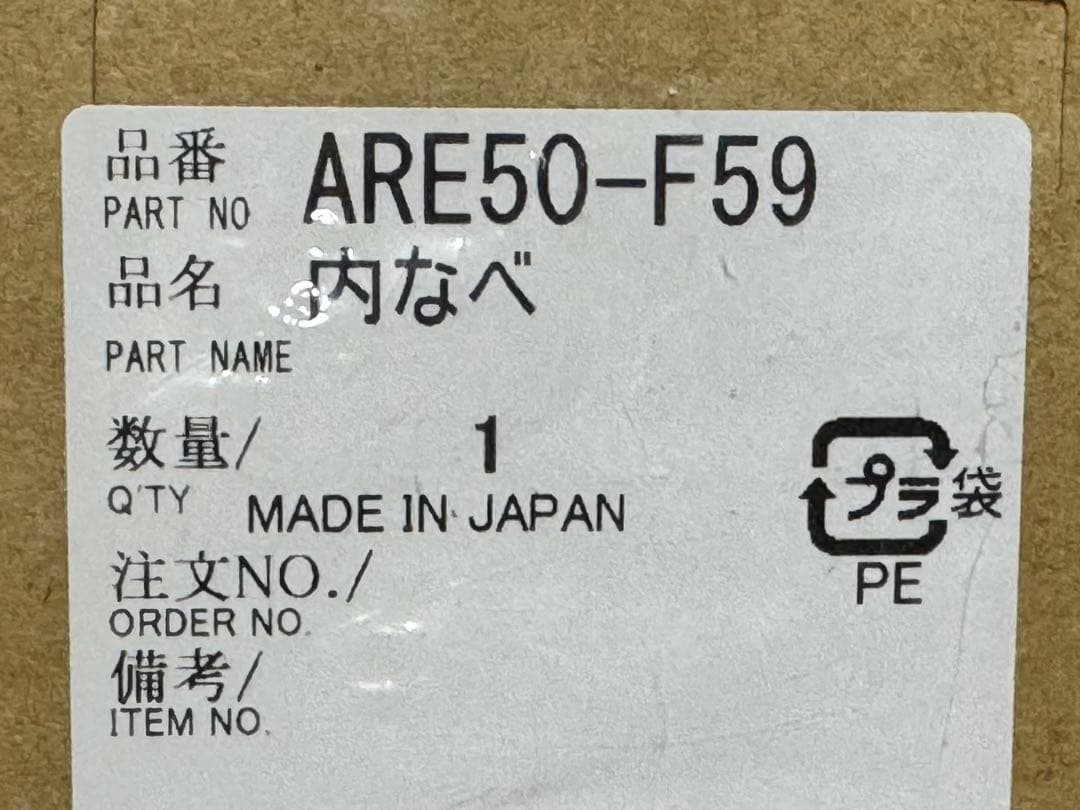 品番 ARE50-F59
PART NO
品名 内なべ
PART NAME
数量/ 1
Q'TY MADE IN JAPAN
プラ 袋
PE
注文NO./
ORDER NO.
備考/
ITEM NO.